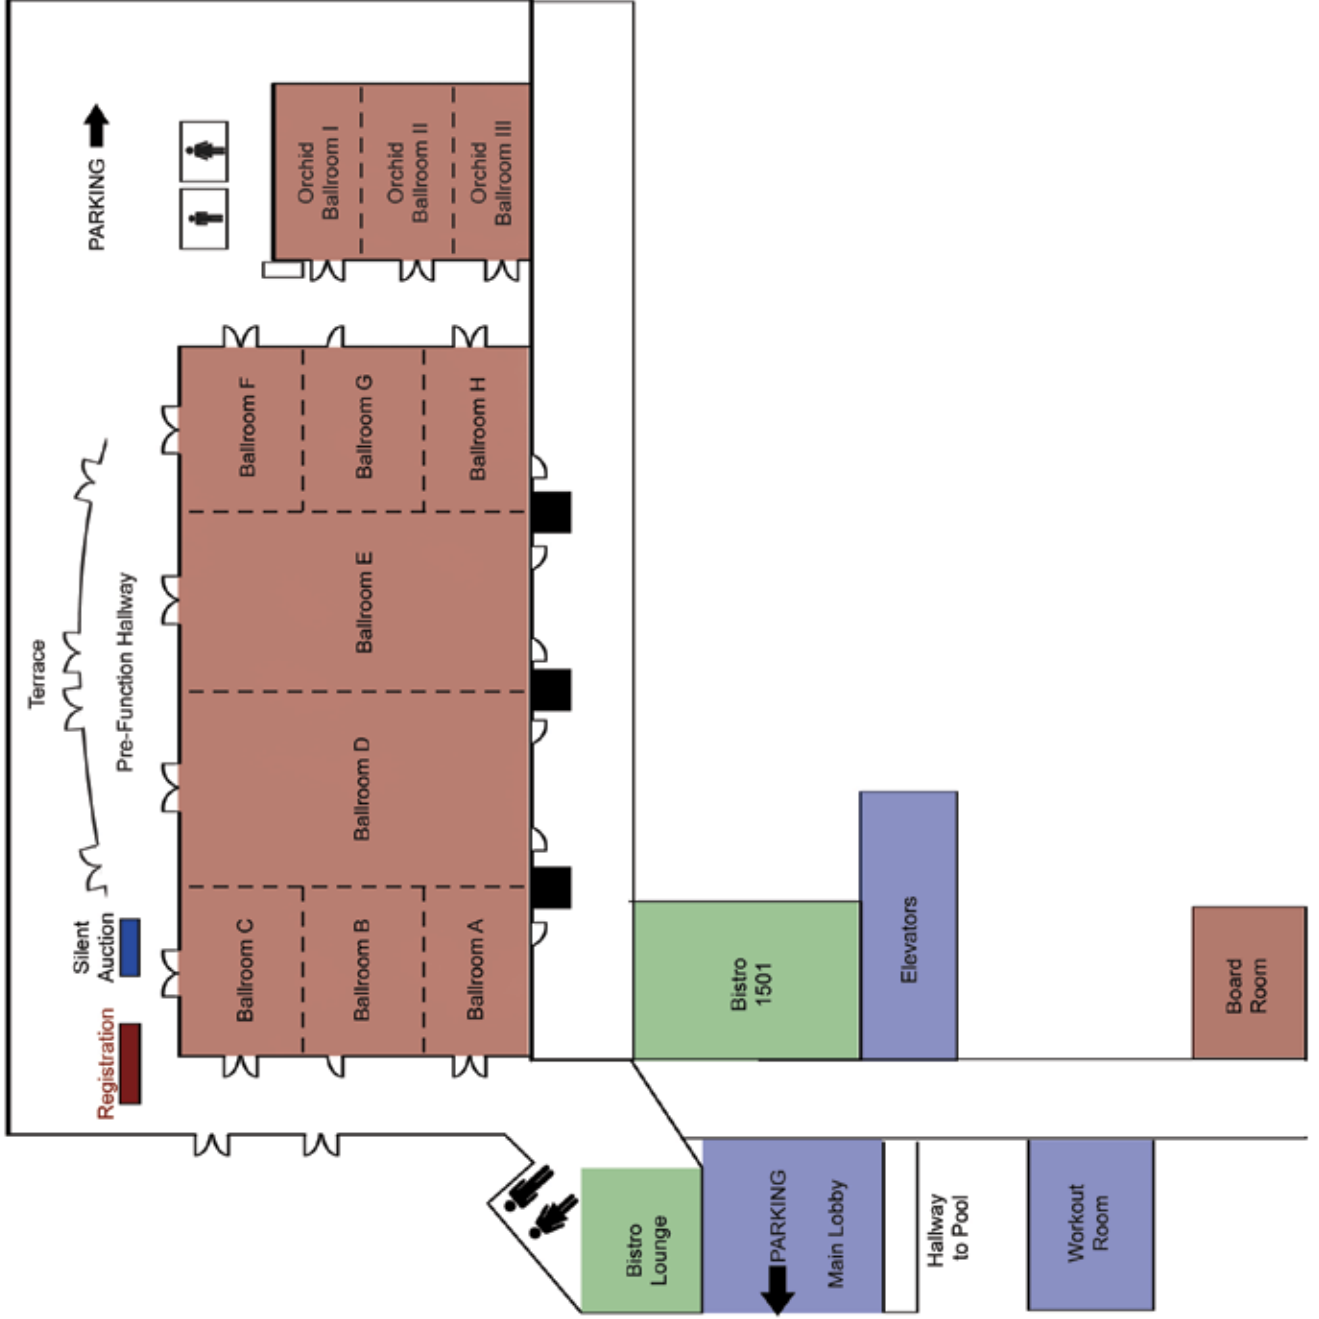 PARKING
Orchid
Ballroom I
Orchid
Ballroom II
Orchid
Ballroom III
Terrace
Pre-Function Hallway
Ballroom F
Ballroom G
Ballroom H
Ballroom E
Ballroom D
Ballroom C
Ballroom B
Ballroom A
Silent
Auction
Registration
Bistro
1501
Elevators
Board
Room
Bistro
Lounge
PARKING
Main Lobby
Hallway
to Pool
Workout
Room